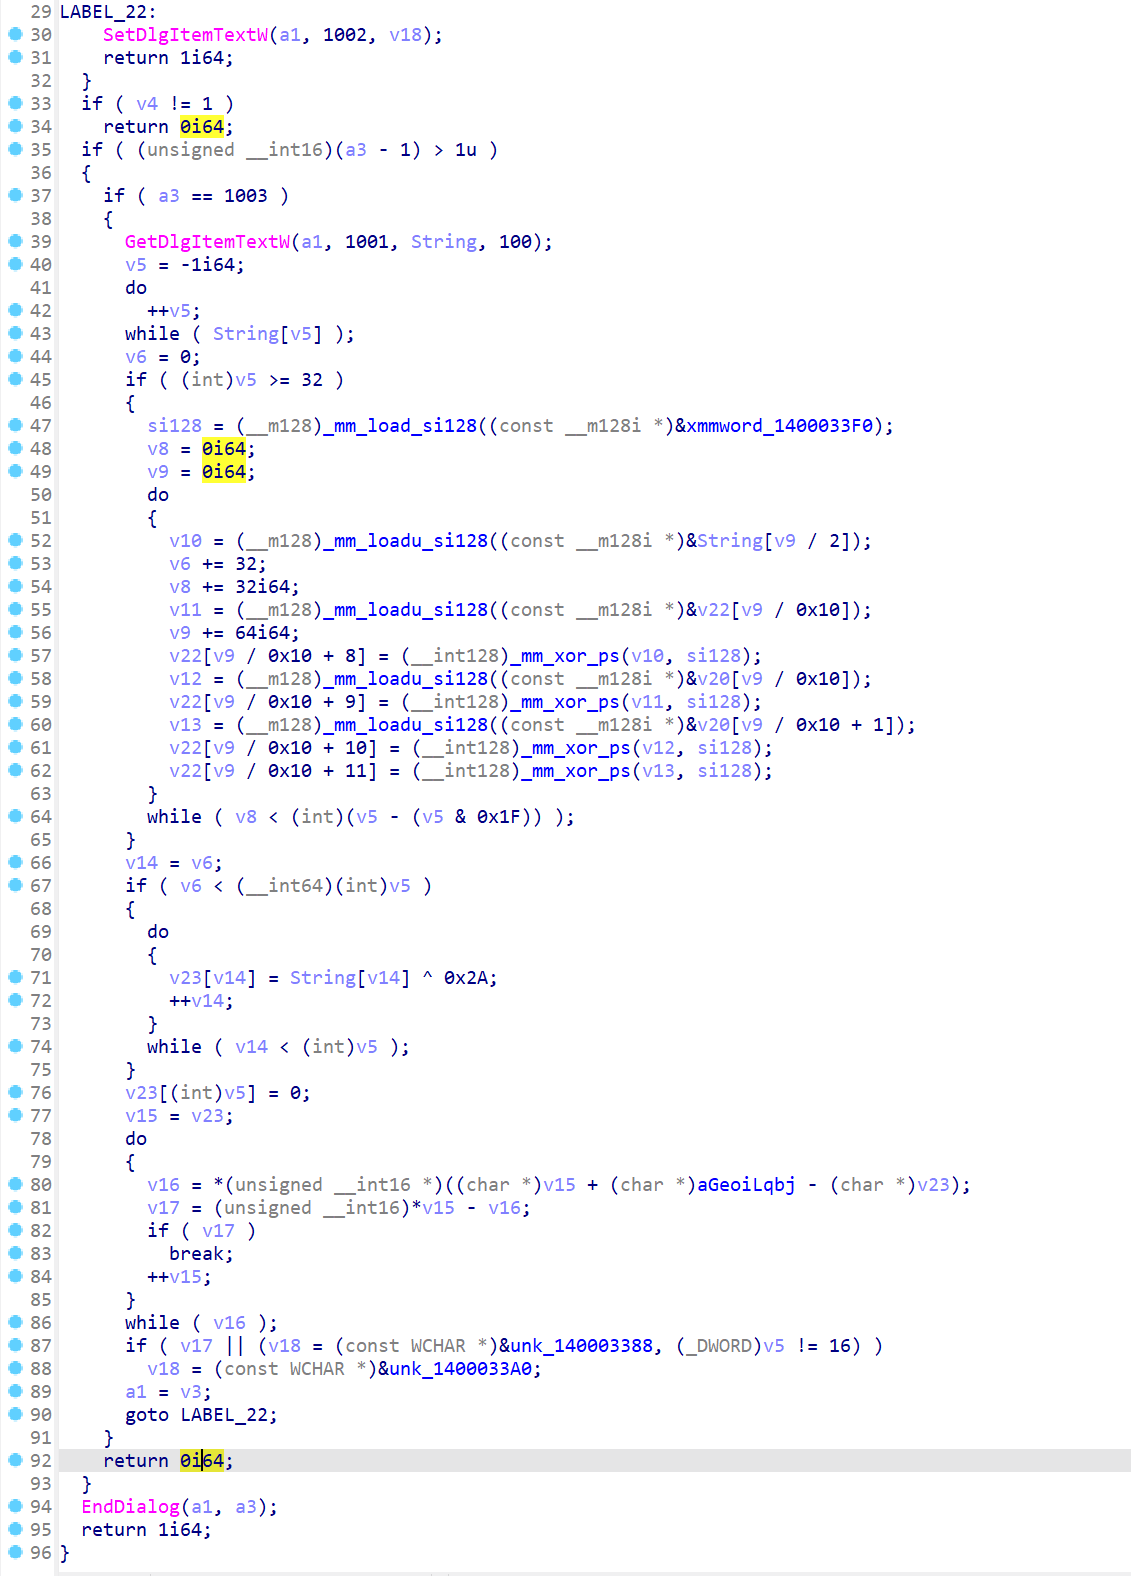 29 LABEL_22:
30     SetDlgItemTextW(a1, 1002, v18);
31     return 1i64;
32   }
33   if ( v4 != 1 )
34     return 0i64;
35   if ( (unsigned __int16)(a3 - 1) > 1u )
36   {
37     if ( a3 == 1003 )
38     {
39       GetDlgItemTextW(a1, 1001, String, 100);
40       v5 = -1i64;
41       do
42         ++v5;
43       while ( String[v5] );
44       v6 = 0;
45       if ( (int)v5 >= 32 )
46       {
47         si128 = (__m128)_mm_load_si128((const __m128i *)&xmmword_1400033F0);
48         v8 = 0i64;
49         v9 = 0i64;
50         do
51         {
52           v10 = (__m128)_mm_loadu_si128((const __m128i *)&String[v9 / 2]);
53           v6 += 32;
54           v8 += 32i64;
55           v11 = (__m128)_mm_loadu_si128((const __m128i *)&v22[v9 / 0x10]);
56           v9 += 64i64;
57           v22[v9 / 0x10 + 8] = (__int128)_mm_xor_ps(v10, si128);
58           v12 = (__m128)_mm_loadu_si128((const __m128i *)&v20[v9 / 0x10]);
59           v22[v9 / 0x10 + 9] = (__int128)_mm_xor_ps(v11, si128);
60           v13 = (__m128)_mm_loadu_si128((const __m128i *)&v20[v9 / 0x10 + 1]);
61           v22[v9 / 0x10 + 10] = (__int128)_mm_xor_ps(v12, si128);
62           v22[v9 / 0x10 + 11] = (__int128)_mm_xor_ps(v13, si128);
63         }
64         while ( v8 < (int)(v5 - (v5 & 0x1F)) );
65       }
66       v14 = v6;
67       if ( v6 < (__int64)(int)v5 )
68       {
69         do
70         {
71           v23[v14] = String[v14] ^ 0x2A;
72           ++v14;
73         }
74         while ( v14 < (int)v5 );
75       }
76       v23[(int)v5] = 0;
77       v15 = v23;
78       do
79       {
80         v16 = *(unsigned __int16 *)((char *)v15 + (char *)aGeoiLqbj - (char *)v23);
81         v17 = (unsigned __int16)*v15 - v16;
82         if ( v17 )
83           break;
84         ++v15;
85       }
86       while ( v16 );
87       if ( v17 || (v18 = (const WCHAR *)&unk_140003388, (_DWORD)v5 != 16) )
88         v18 = (const WCHAR *)&unk_1400033A0;
89       a1 = v3;
90       goto LABEL_22;
91     }
92     return 0i64;
93   }
94   EndDialog(a1, a3);
95   return 1i64;
96 }